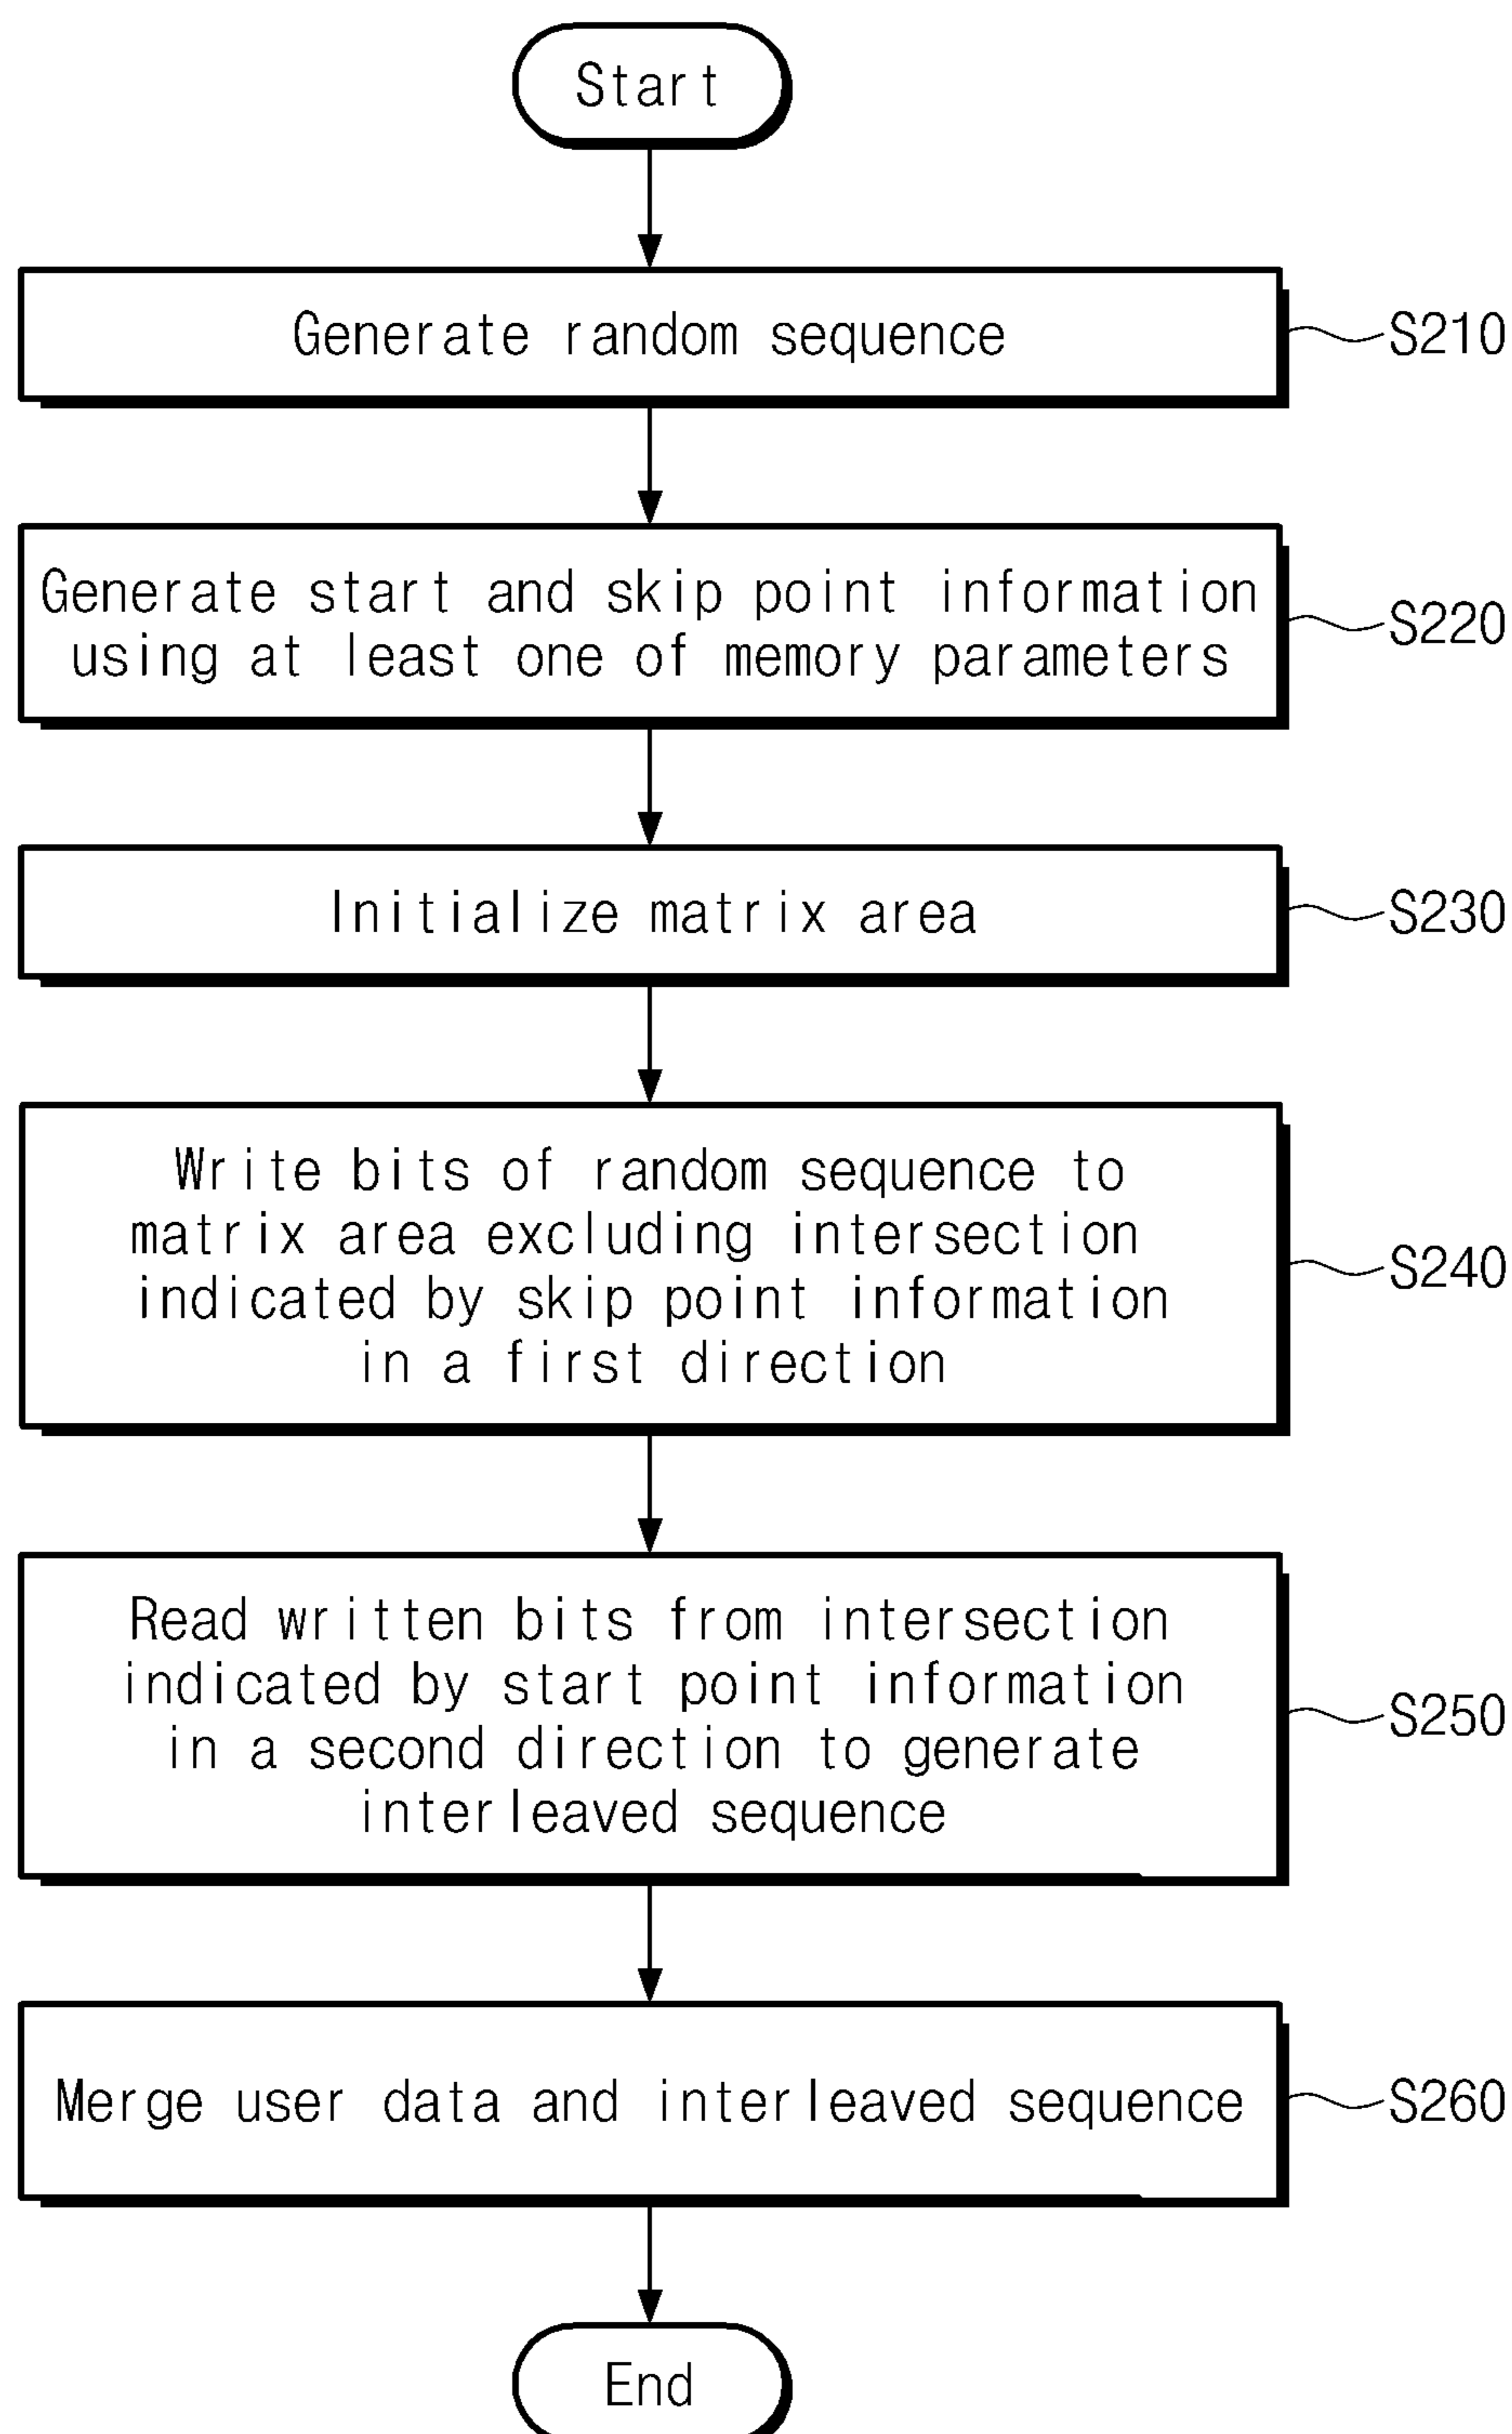 Start
Generate random sequence
S210
Generate start and skip point information
using at least one of memory parameters
S220
Initialize matrix area
S230
Write bits of random sequence to
matrix area excluding intersection
indicated by skip point information
in a first direction
S240
Read written bits from intersection
indicated by start point information
in a second direction to generate
interleaved sequence
S250
Merge user data and interleaved sequence
S260
End